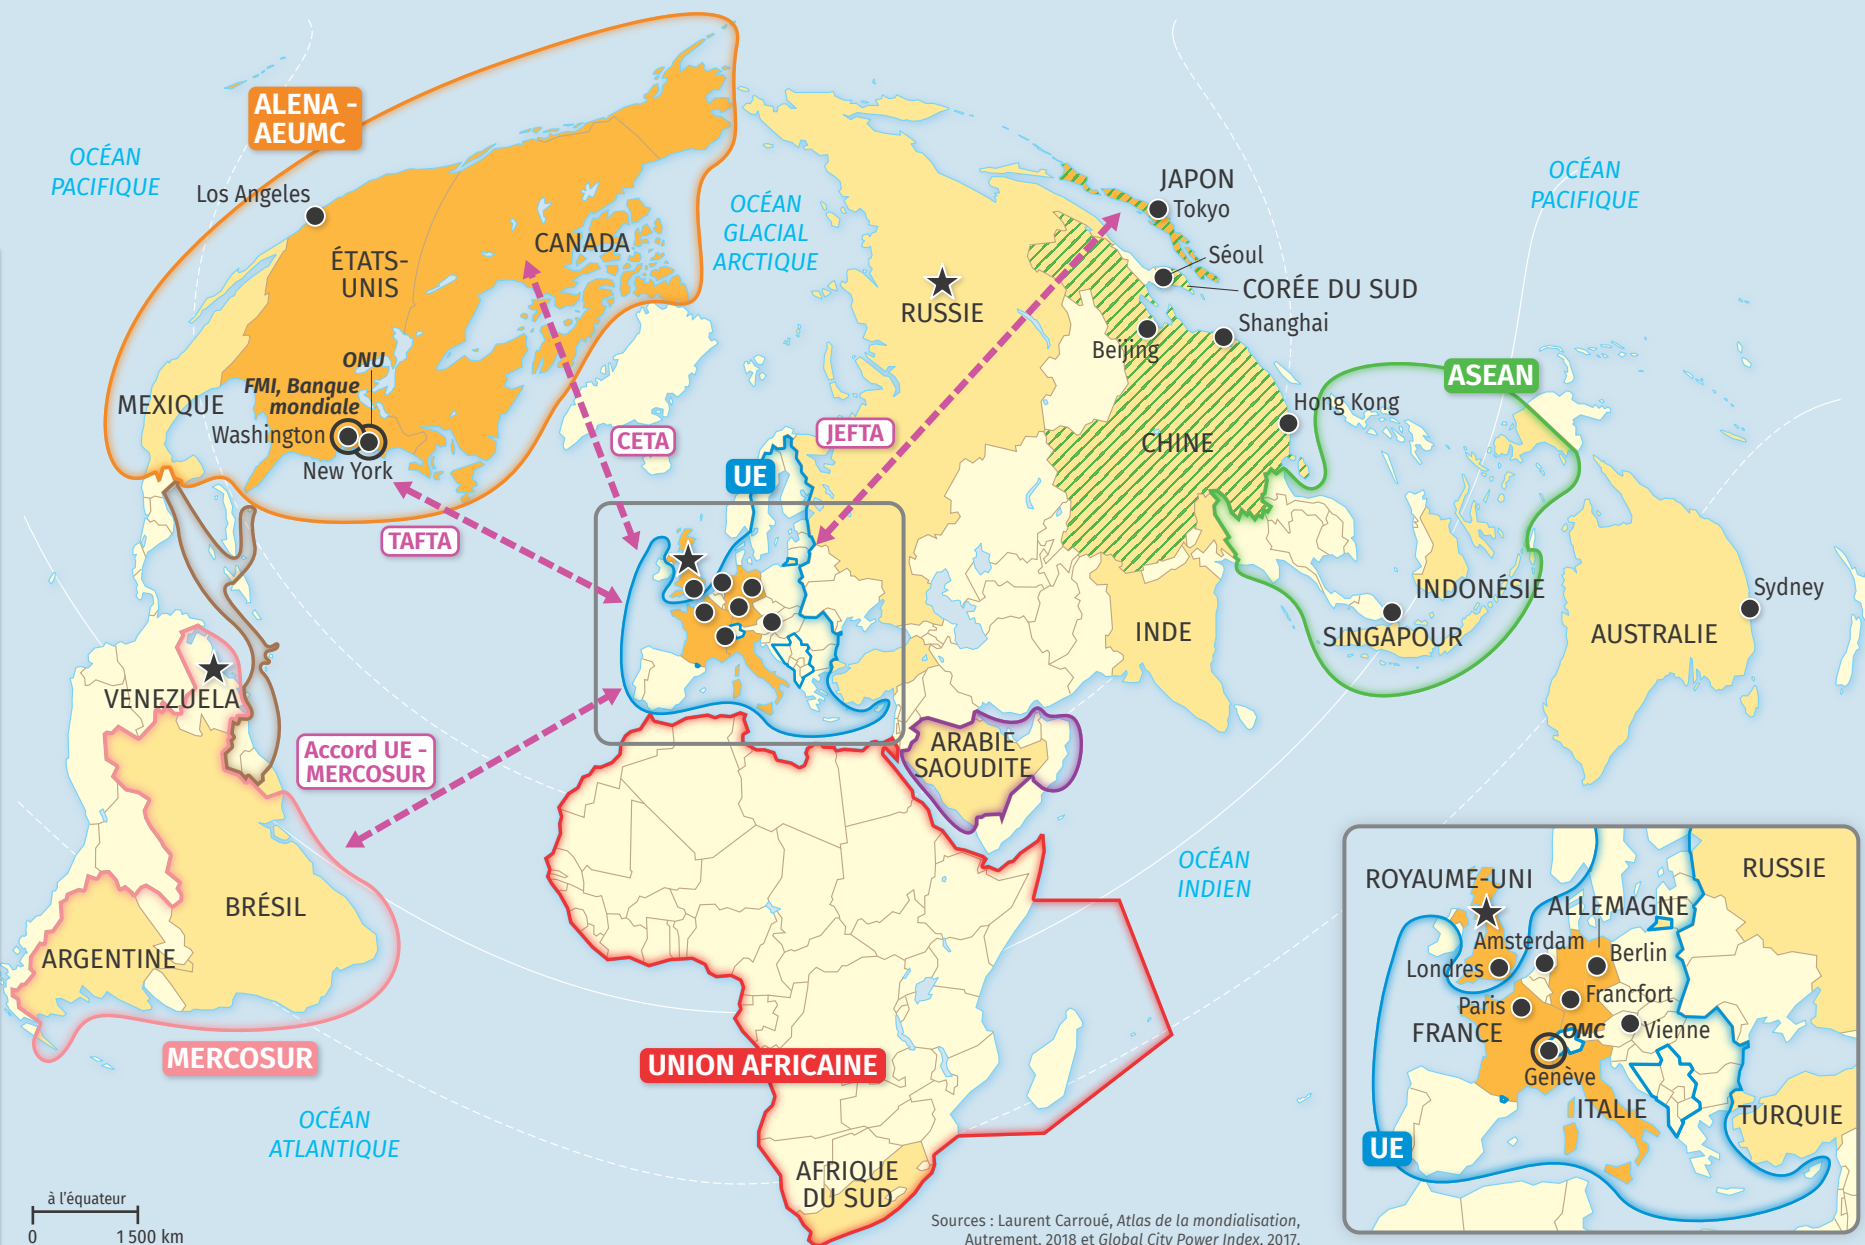 ALENA -
AEUMC
OCÉAN
PACIFIQUE
Los Angeles
ÉTATS-
UNIS
CANADA
OCÉAN
GLACIAL
ARCTIQUE
JAPON
Tokyo
Séoul
CORÉE DU SUD
Shanghai
Beijing
OCÉAN
PACIFIQUE
RUSSIE
ONU
FMI, Banque
mondiale
MEXIQUE
Washington
New York
CETA
JEFTA
UE
TAFTA
ASEAN
Hong Kong
CHINE
INDONÉSIE
SINGAPOUR
INDE
Sydney
AUSTRALIE
VENEZUELA
Accord UE -
MERCOSUR
ARABIE
SAOUDITE
BRÉSIL
ARGENTINE
MERCOSUR
OCÉAN
INDIEN
UNION AFRICAINE
OCÉAN
ATLANTIQUE
AFRIQUE
DU SUD
ROYAUME-UNI
RUSSIE
ALLEMAGNE
Amsterdam
Berlin
Londres
Francfort
Paris
FRANCE
OMC
Vienne
Genève
ITALIE
TURQUIE
UE
à l'équateur
0 1 500 km
Sources : Laurent Carroué, Atlas de la mondialisation,
Autrement, 2018 et Global City Power Index, 2017.